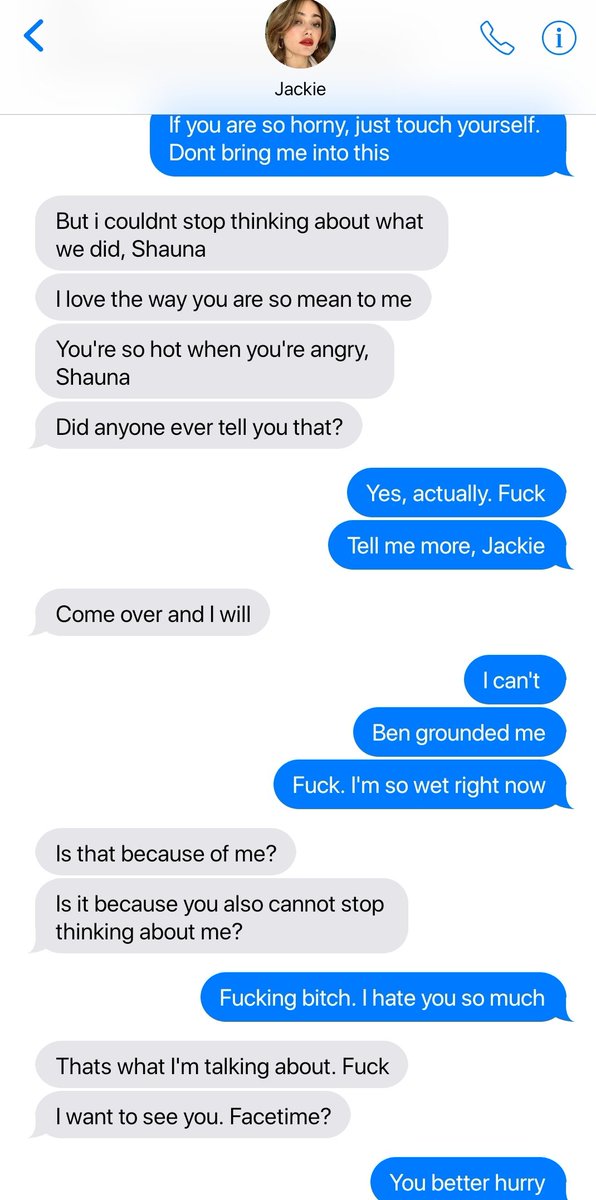 Jackie
If you are so horny, just touch yourself.
Dont bring me into this
But i couldnt stop thinking about what
we did, Shauna
I love the way you are so mean to me
You're so hot when you're angry,
Shauna
Did anyone ever tell you that?
Yes, actually. Fuck
Tell me more, Jackie
Come over and I will
I can't
Ben grounded me
Fuck. I'm so wet right now
Is that because of me?
Is it because you also cannot stop
thinking about me?
Fucking bitch. I hate you so much
Thats what I'm talking about. Fuck
I want to see you. Facetime?
You better hurry